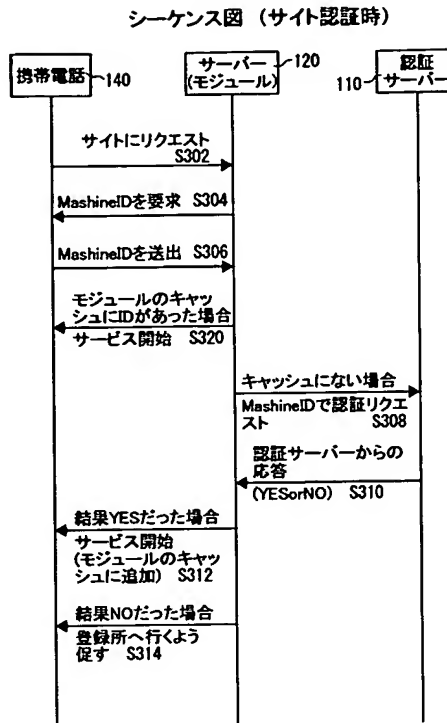 シーケンス図（サイト認証時）
携帯電話
140
サーバー
(モジュール)
120
110
認証
サーバー
サイトにリクエスト
S302
MashineIDを要求 S304
MashineIDを送出 S306
モジュールのキャッ
シュにIDがあった場合
サービス開始 S320
キャッシュにない場合
MashineIDで認証リクエ
スト S308
認証サーバーからの
応答
(YESorNO) S310
結果YESだった場合
サービス開始
(モジュールのキャッ
シュに追加) S312
結果NOだった場合
登録所へ行くよう
促す S314